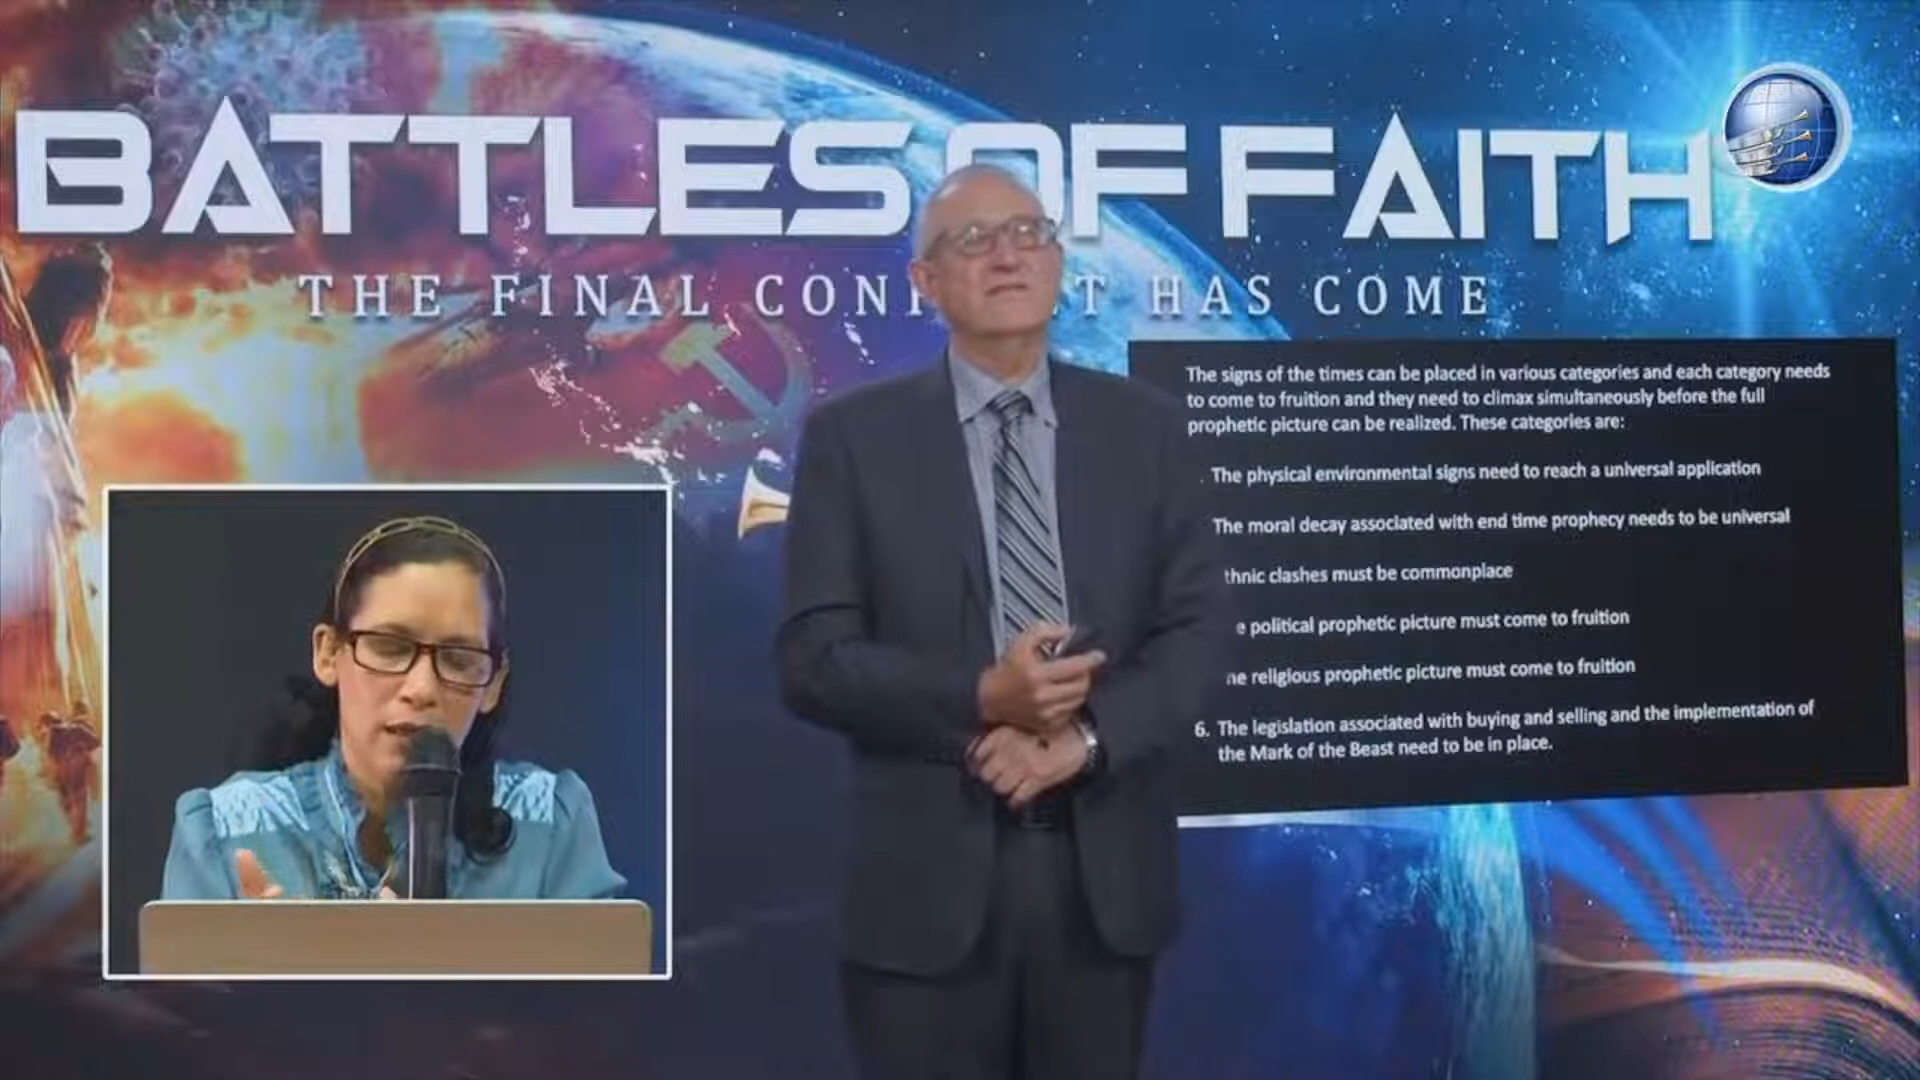 BATTLES OF FAITH
THE FINAL CON T HAS COME
The signs of the times can be placed in various categories and each category needs
to come to fruition and they need to climax simultaneously before the full
prophetic picture can be realized. These categories are:
The physical environmental signs need to reach a universal application
The moral decay associated with end time prophecy needs to be universal
thnic clashes must be commonplace
e political prophetic picture must come to fruition
ne religious prophetic picture must come to fruition
6. The legislation associated with buying and selling and the implementation of
the Mark of the Beast need to be in place.